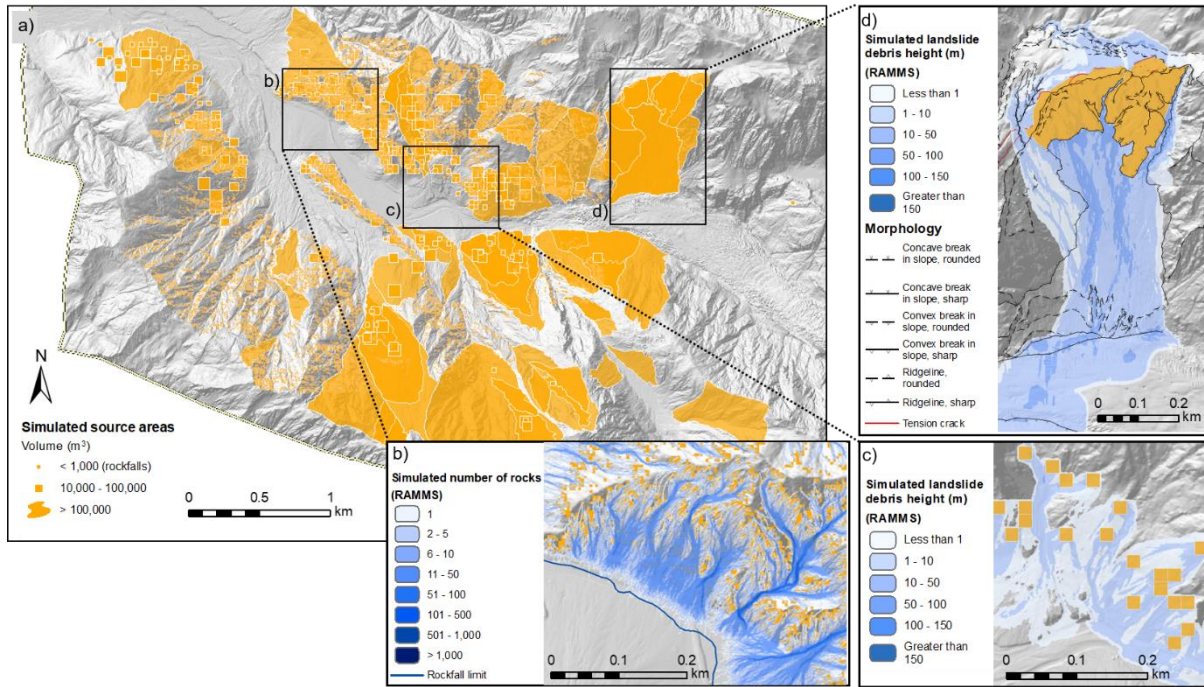 a)
b)
c)
d)
N
Simulated source areas
Volume (m³)
< 1,000 (rockfalls)
10,000 - 100,000
> 100,000
0 0.5 1
km
b)
Simulated number of rocks
(RAMMS)
1
2 - 5
6 - 10
11 - 50
51 - 100
101 - 500
501 - 1,000
> 1,000
Rockfall limit
0 0.1 0.2
km
d)
Simulated landslide
debris height (m)
(RAMMS)
Less than 1
1 - 10
10 - 50
50 - 100
100 - 150
Greater than
150
Morphology
Concave break
in slope, rounded
Concave break
in slope, sharp
Convex break in
slope, rounded
Convex break in
slope, sharp
Ridgeline,
rounded
Ridgeline, sharp
Tension crack
0 0.1 0.2
km
c)
Simulated landslide
debris height (m)
(RAMMS)
Less than 1
1 - 10
10 - 50
50 - 100
100 - 150
Greater than
150
0 0.1 0.2
km